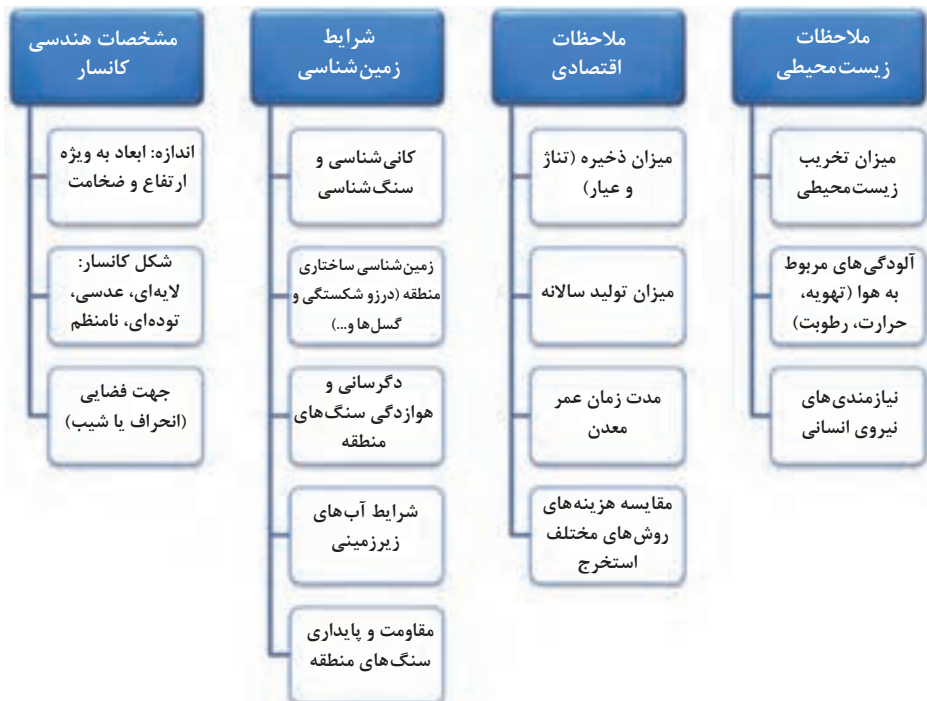 ملاحظات
زیست‌محیطی
میزان تخریب
زیست‌محیطی
آلودگی‌های مربوط
به هوا (تهویه،
حرارت، رطوبت)
نیازمندی‌های
نیروی انسانی
ملاحظات
اقتصادی
میزان ذخیره (تناژ
و عیار)
میزان تولید سالانه
مدت زمان عمر
معدن
مقایسه هزینه‌های
روش‌های مختلف
استخرج
شرایط
زمین‌شناسی
کانی‌شناسی و
سنگ‌شناسی
زمین‌شناسی ساختاری
منطقه (درزو شکستگی و
گسل‌ها و...)
دگرسانی و
هوازدگی سنگ‌های
منطقه
شرایط آب‌های
زیرزمینی
مقاومت و پایداری
سنگ‌های منطقه
مشخصات هندسی
کانسار
اندازه: ابعاد به ویژه
ارتفاع و ضخامت
شکل کانسار:
لایه‌ای، عدسی،
توده‌ای، نامنظم
جهت فضایی
(انحراف یا شیب)